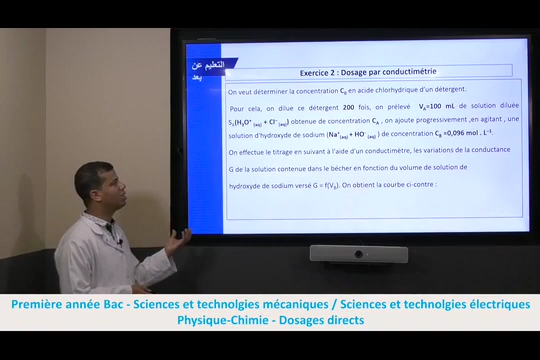 التعليم عن
بعد
Exercice 2 : Dosage par conductimétrie
On veut déterminer la concentration C₀ en acide chlorhydrique d'un détergent.
Pour cela, on dilue ce détergent 200 fois, on prélève Vₐ=100 mL de solution diluée
S₁(H₃O⁺ (aq) + Cl⁻ (aq)) obtenue de concentration Cₐ , on ajoute progressivement ,en agitant , une
solution d'hydroxyde de sodium (Na⁺(aq) + HO⁻ (aq)) de concentration C_B =0,096 mol . L⁻¹.
On effectue le titrage en suivant à l'aide d'un conductimètre, les variations de la conductance
G de la solution contenue dans le bécher en fonction du volume de solution de
hydroxyde de sodium versé G = f(V_B). On obtient la courbe ci-contre :
Première année Bac - Sciences et technolgies mécaniques / Sciences et technolgies électriques
Physique-Chimie - Dosages directs